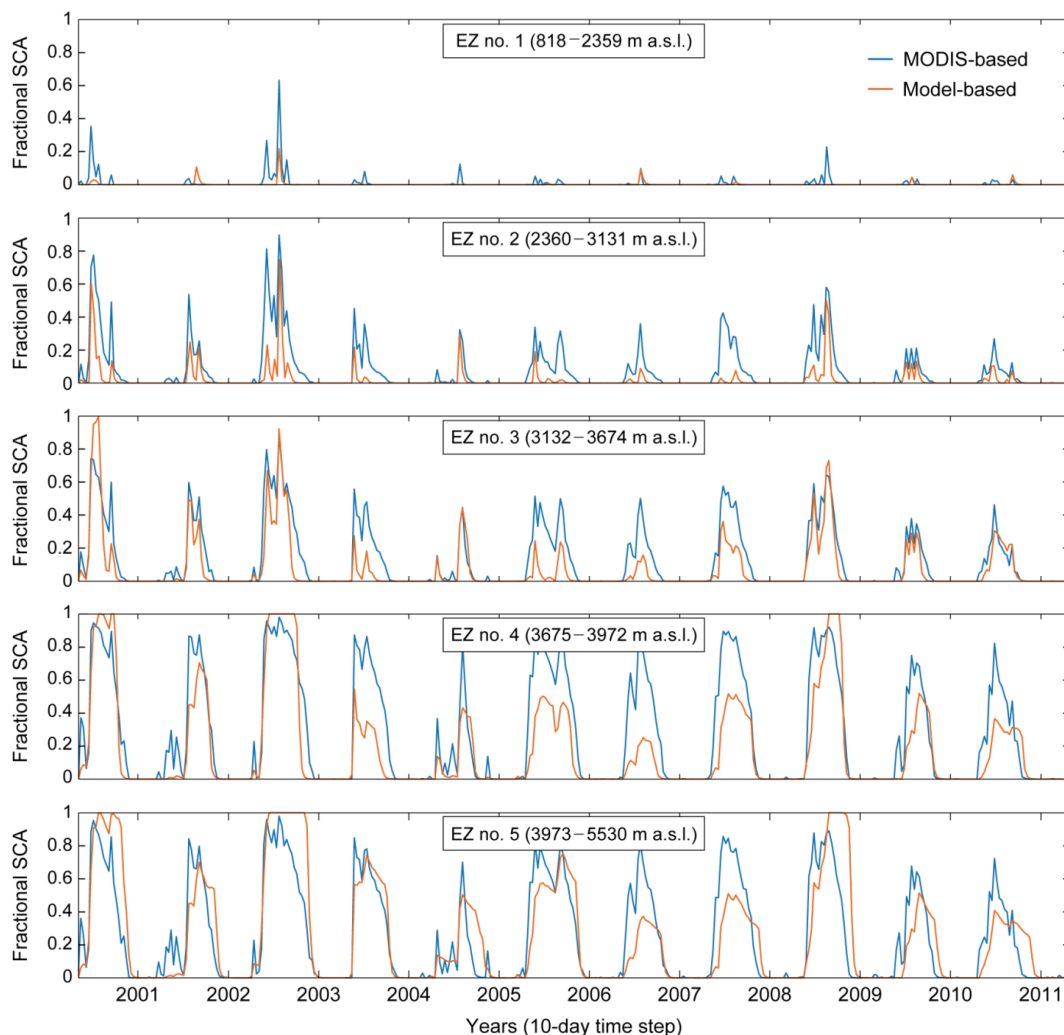 1
0.8
0.6
0.4
0.2
0
Fractional SCA
EZ no. 1 (818−2359 m a.s.l.)
MODIS-based
Model-based
1
0.8
0.6
0.4
0.2
0
Fractional SCA
EZ no. 2 (2360−3131 m a.s.l.)
1
0.8
0.6
0.4
0.2
0
Fractional SCA
EZ no. 3 (3132−3674 m a.s.l.)
1
0.8
0.6
0.4
0.2
0
Fractional SCA
EZ no. 4 (3675−3972 m a.s.l.)
1
0.8
0.6
0.4
0.2
0
Fractional SCA
EZ no. 5 (3973−5530 m a.s.l.)
2001 2002 2003 2004 2005 2006 2007 2008 2009 2010 2011
Years (10-day time step)